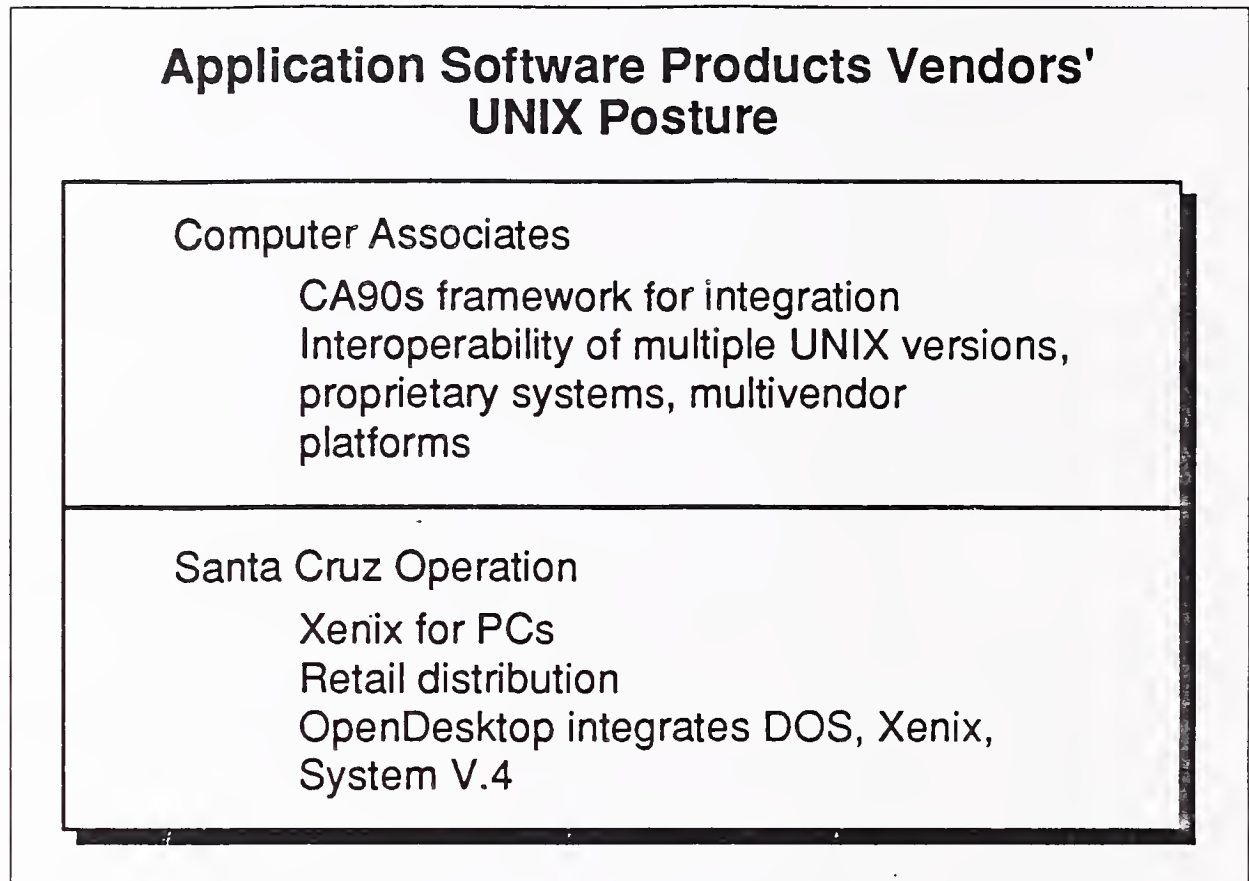 Application Software Products Vendors'
UNIX Posture
Computer Associates
CA90s framework for integration
Interoperability of multiple UNIX versions,
proprietary systems, multivendor
platforms
Santa Cruz Operation
Xenix for PCs
Retail distribution
OpenDesktop integrates DOS, Xenix,
System V.4